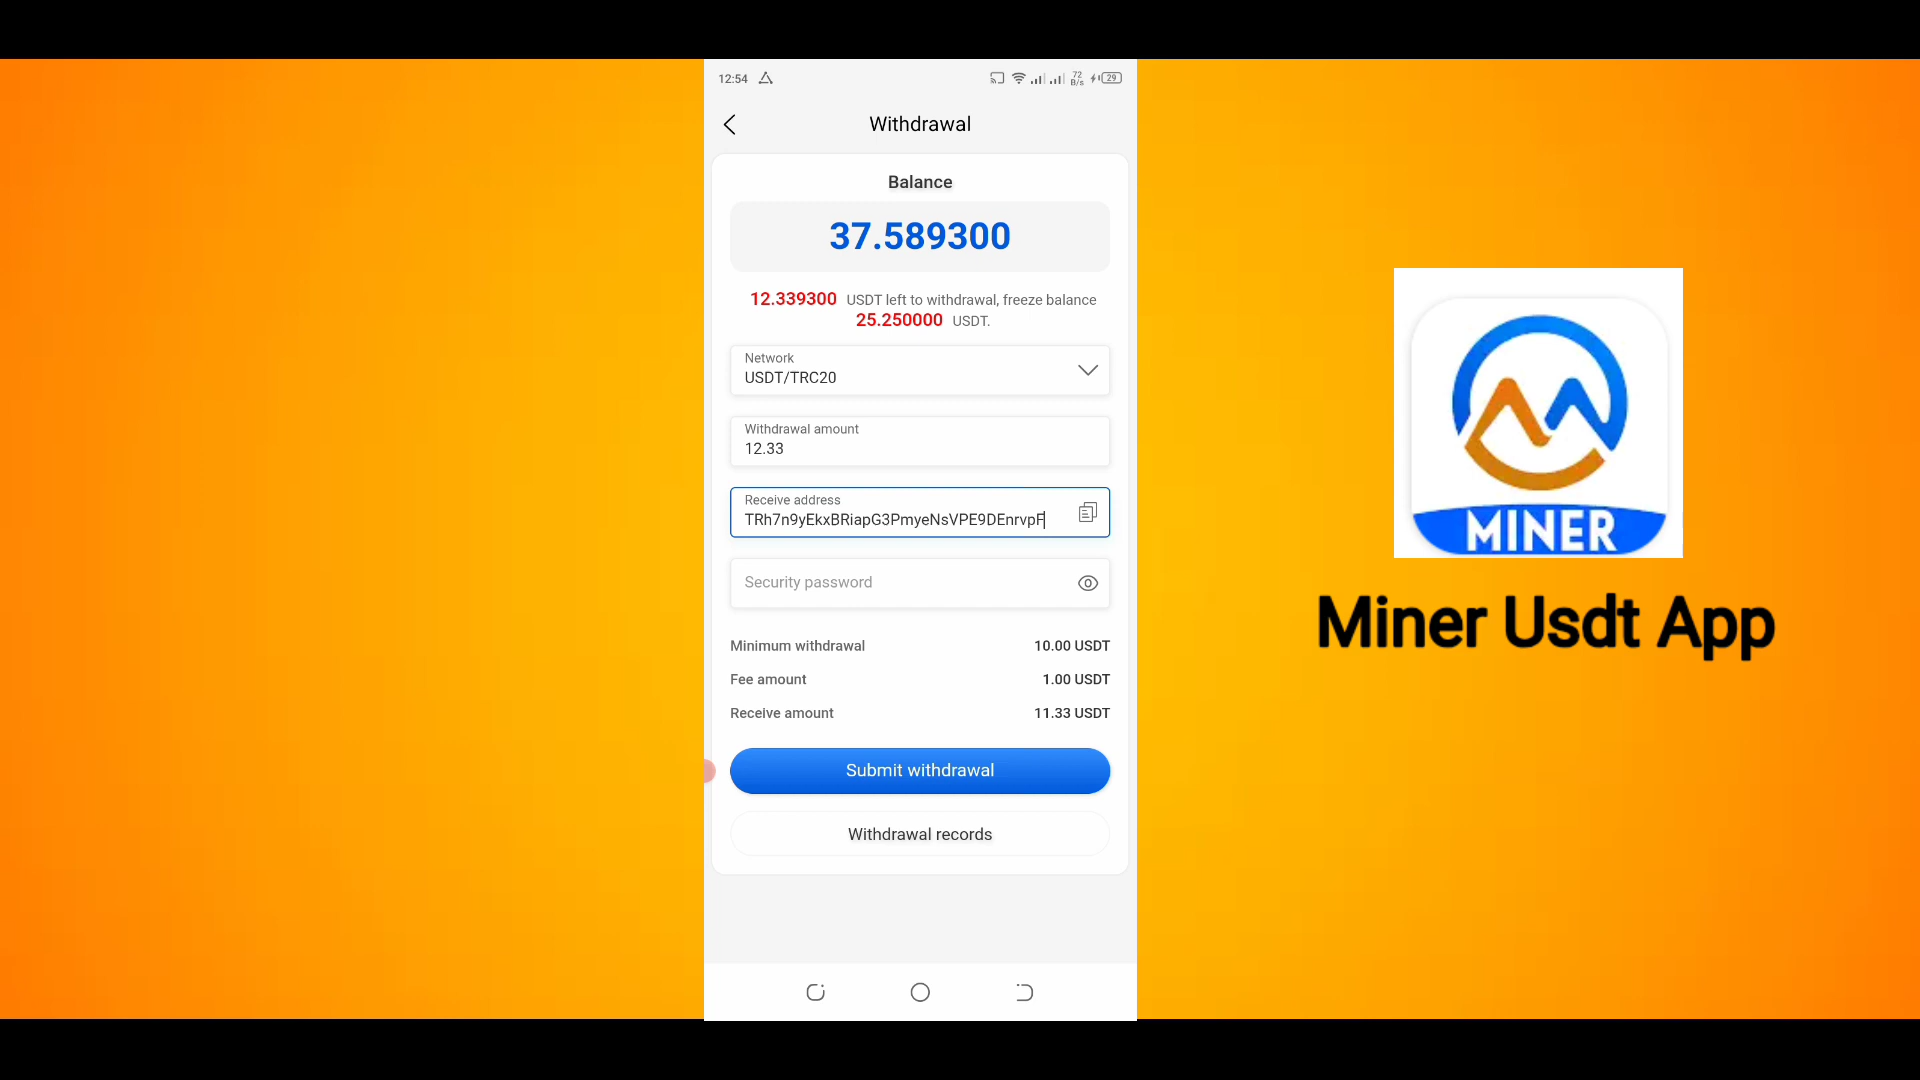 12:54
72
B/s
29
Withdrawal
Balance
37.589300
12.339300 USDT left to withdrawal, freeze balance
25.250000 USDT.
Network
USDT/TRC20
Withdrawal amount
12.33
Receive address
TRh7n9yEkxBRiapG3PmyeNsVPE9DEnrvpF
Security password
Minimum withdrawal 10.00 USDT
Fee amount 1.00 USDT
Receive amount 11.33 USDT
Submit withdrawal
Withdrawal records
MINER
Miner Usdt App